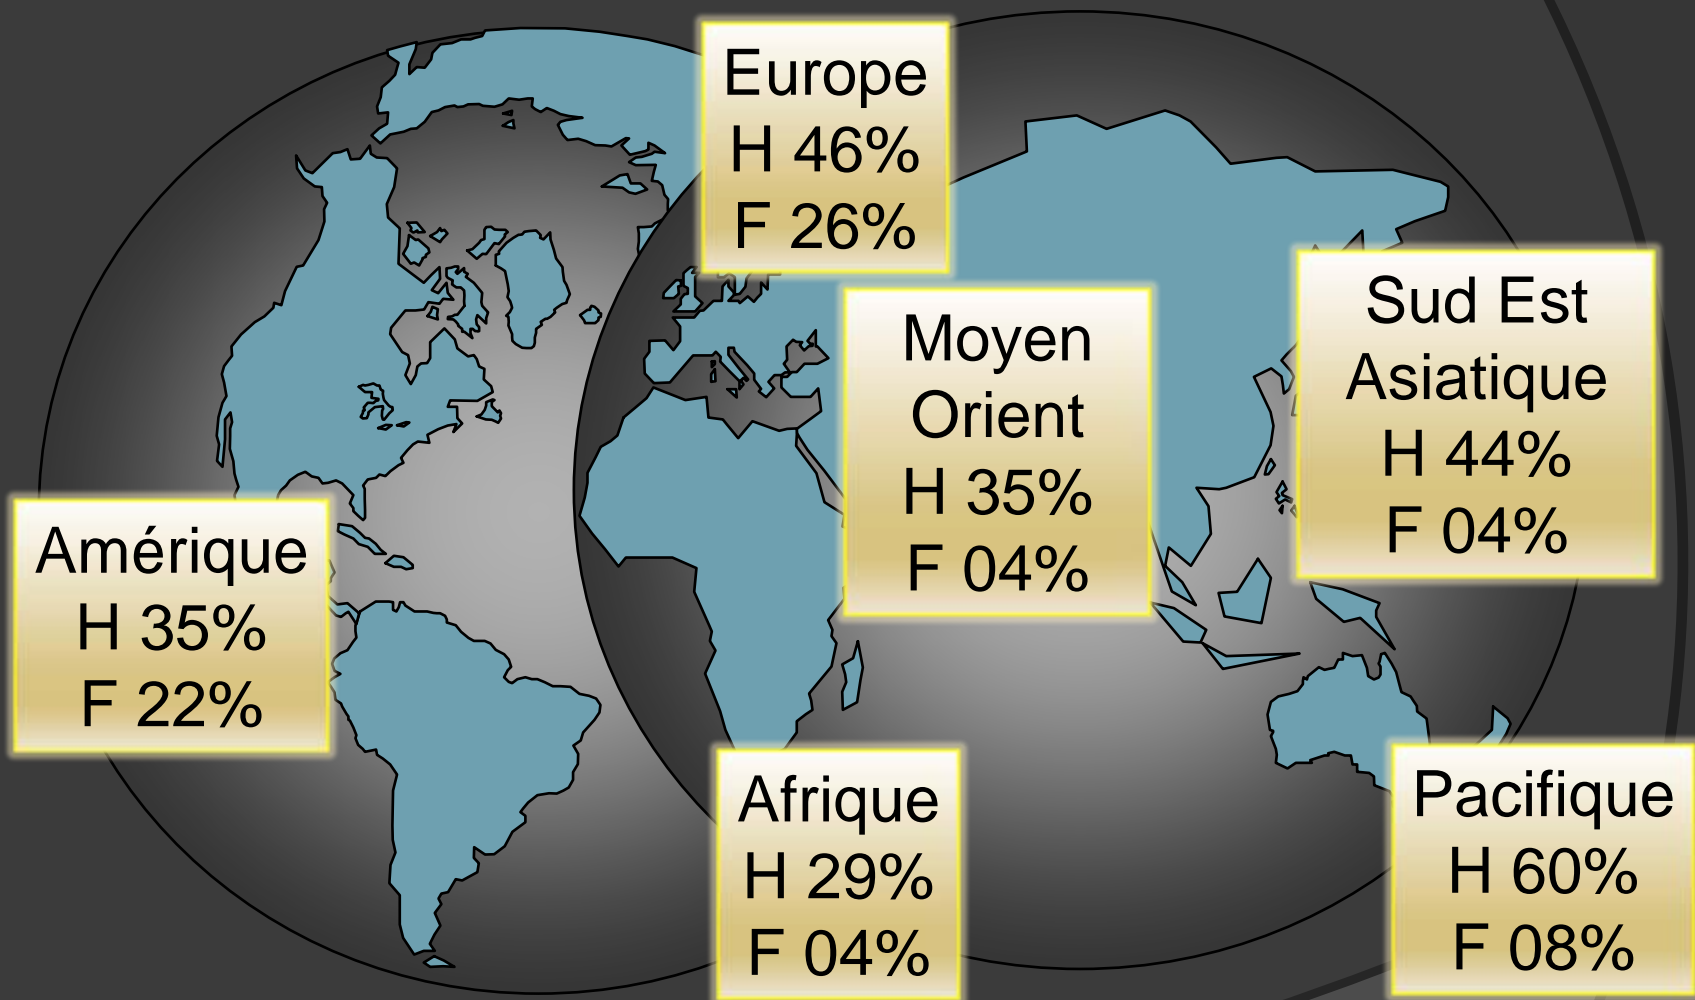 Europe
H 46%
F 26%
Moyen
Orient
H 35%
F 04%
Sud Est
Asiatique
H 44%
F 04%
Amérique
H 35%
F 22%
Afrique
H 29%
F 04%
Pacifique
H 60%
F 08%